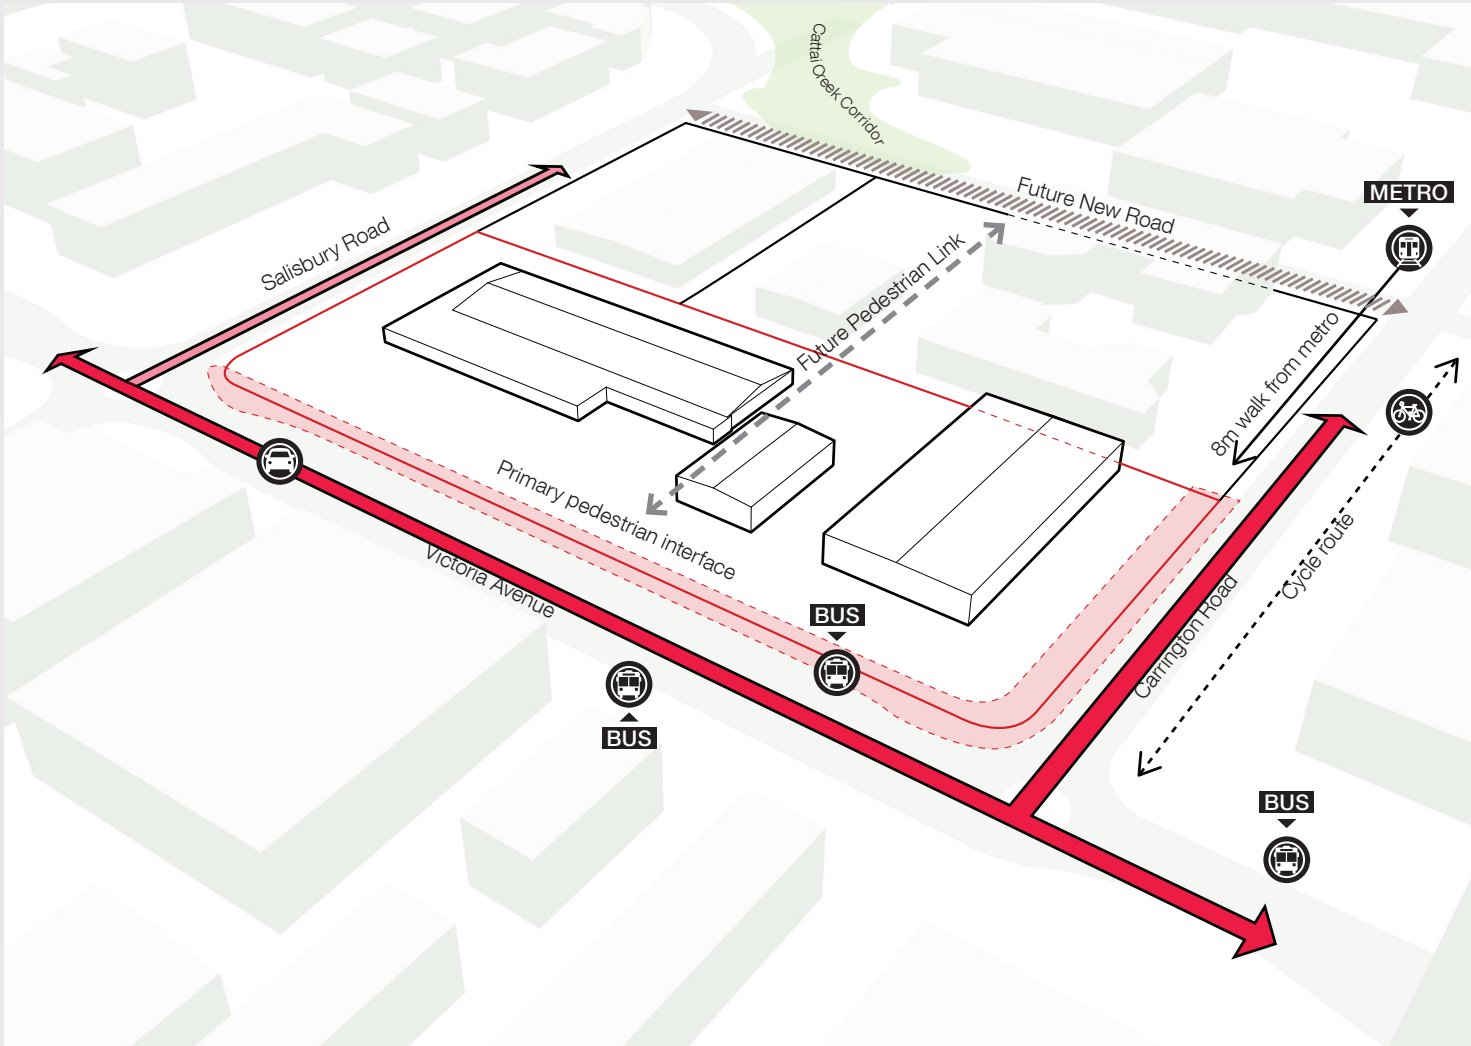 Cattai Creek Corridor
Future New Road
METRO
Salisbury Road
Future Pedestrian Link
8m walk from metro
Primary pedestrian interface
Victoria Avenue
Cycle route
Carrington Road
BUS
BUS
BUS